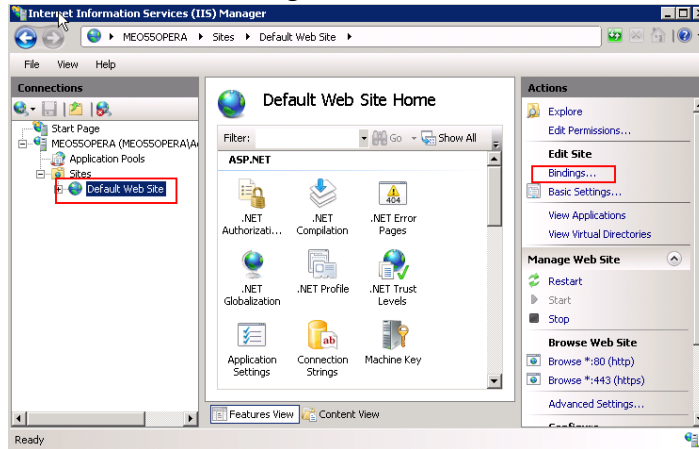 Internet Information Services (IIS) Manager
MEO55OPERA
Sites
Default Web Site
File View Help
Connections
Start Page
MEO55OPERA (MEO55OPERA\A
Application Pools
Sites
Default Web Site
Default Web Site Home
Filter:
Go
Show All
ASP.NET
.NET
Authorizati...
.NET
Compilation
.NET Error
Pages
404
.NET
Globalization
.NET Profile
.NET Trust
Levels
Application
Settings
ab
Connection
Strings
Machine Key
Features View
Content View
Actions
Explore
Edit Permissions...
Edit Site
Bindings...
Basic Settings...
View Applications
View Virtual Directories
Manage Web Site
Restart
Start
Stop
Browse Web Site
Browse *:80 (http)
Browse *:443 (https)
Advanced Settings...
Ready